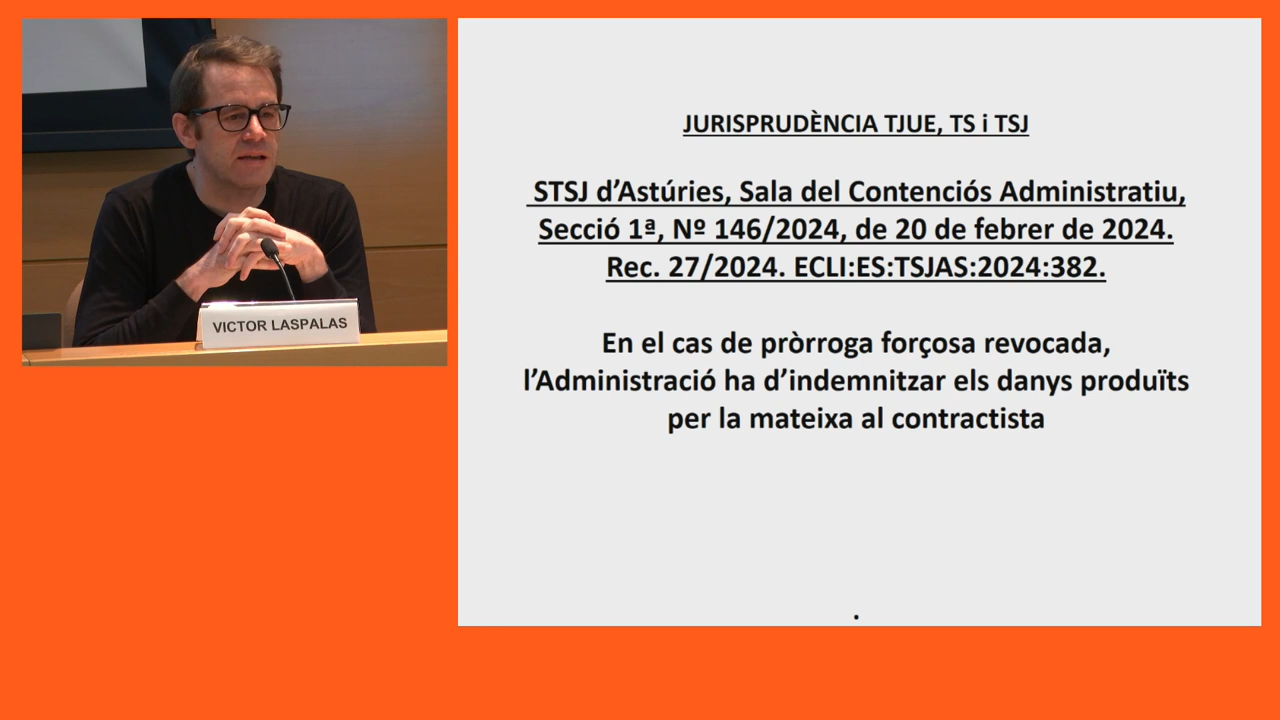 VICTOR LASPALAS
JURISPRUDÈNCIA TJUE, TS i TSJ
STSJ d’Astúries, Sala del Contenciós Administratiu,
Secció 1ª, Nº 146/2024, de 20 de febrer de 2024.
Rec. 27/2024. ECLI:ES:TSJAS:2024:382.
En el cas de pròrroga forçosa revocada,
l’Administració ha d’indemnitzar els danys produïts
per la mateixa al contractista
.